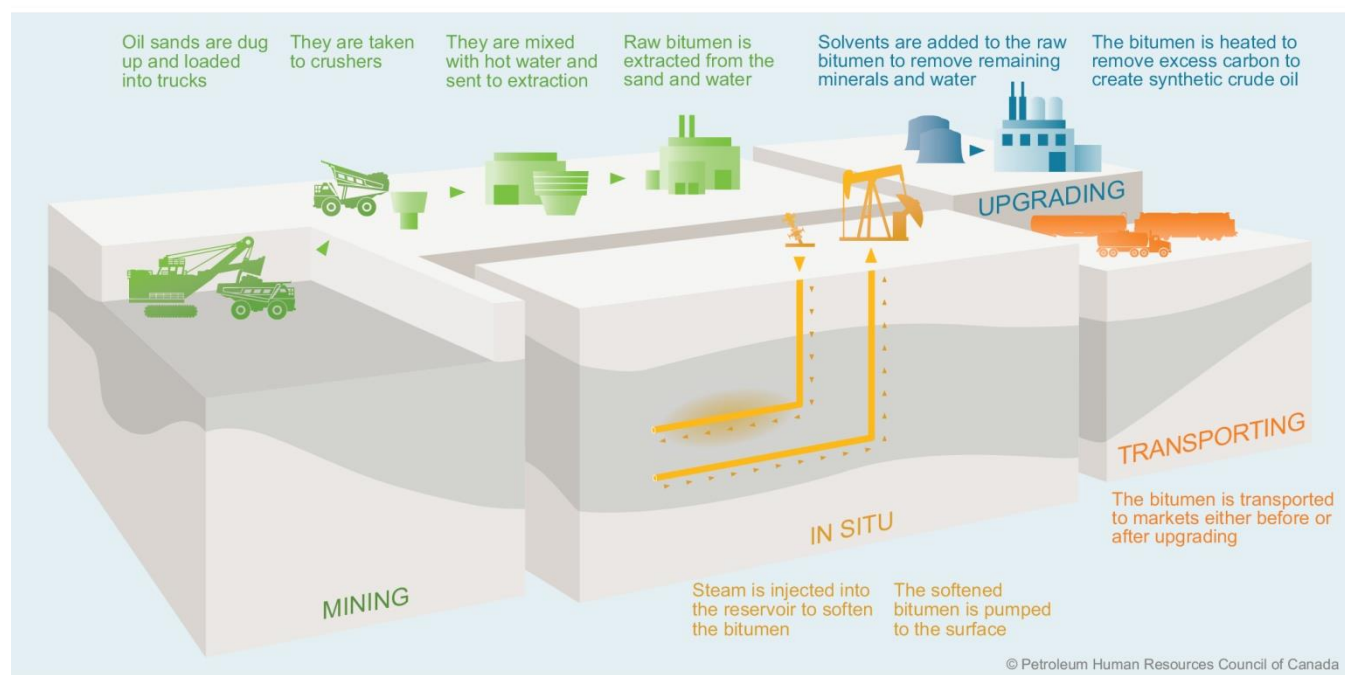 Oil sands are dug
up and loaded
into trucks
They are taken
to crushers
They are mixed
with hot water and
sent to extraction
Raw bitumen is
extracted from the
sand and water
Solvents are added to the raw
bitumen to remove remaining
minerals and water
The bitumen is heated to
remove excess carbon to
create synthetic crude oil
UPGRADING
TRANSPORTING
The bitumen is transported
to markets either before or
after upgrading
IN SITU
Steam is injected into
the reservoir to soften
the bitumen
The softened
bitumen is pumped
to the surface
MINING
© Petroleum Human Resources Council of Canada